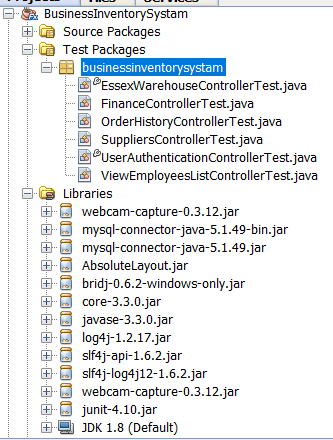 BusinessInventorySystam
Source Packages
Test Packages
businessinventorysystam
EssexWarehouseControllerTest.java
FinanceControllerTest.java
OrderHistoryControllerTest.java
SuppliersControllerTest.java
UserAuthenticationControllerTest.java
ViewEmployeesListControllerTest.java
Libraries
webcam-capture-0.3.12.jar
mysql-connector-java-5.1.49-bin.jar
mysql-connector-java-5.1.49.jar
AbsoluteLayout.jar
bridj-0.6.2-windows-only.jar
core-3.3.0.jar
javase-3.3.0.jar
log4j-1.2.17.jar
slf4j-api-1.6.2.jar
slf4j-log4j12-1.6.2.jar
webcam-capture-0.3.12.jar
junit-4.10.jar
JDK 1.8 (Default)